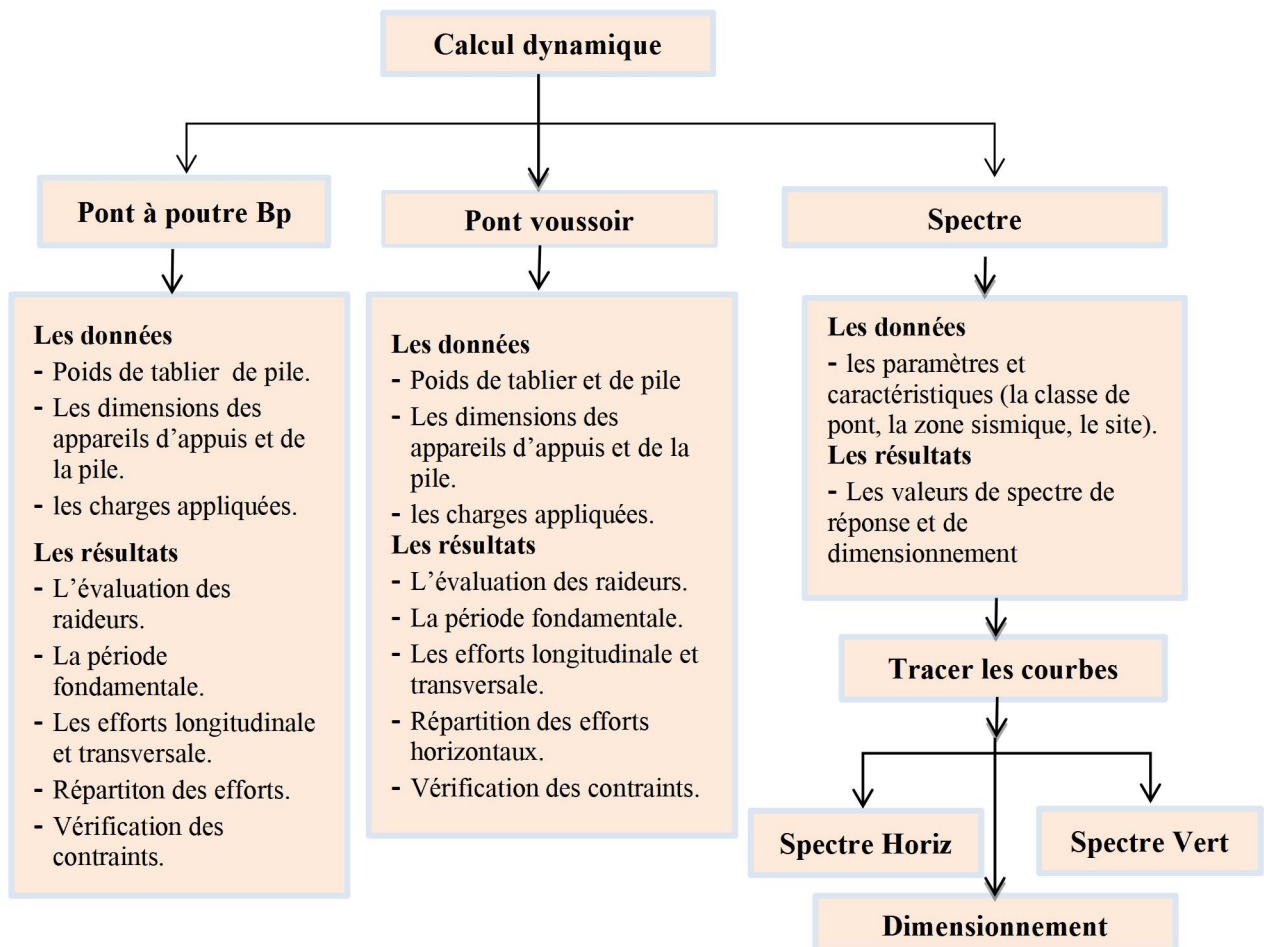 Calcul dynamique
Pont à poutre Bp
Pont voussoir
Spectre
Les données
- Poids de tablier de pile.
- Les dimensions des
appareils d'appuis et de
la pile.
- les charges appliquées.
Les résultats
- L'évaluation des
raideurs.
- La période
fondamentale.
- Les efforts longitudinale
et transversale.
- Répartiton des efforts.
- Vérification des
contraints.
Les données
- Poids de tablier et de pile
- Les dimensions des
appareils d'appuis et de la
pile.
- les charges appliquées.
Les résultats
- L'évaluation des raideurs.
- La période fondamentale.
- Les efforts longitudinale et
transversale.
- Répartition des efforts
horizontaux.
- Vérification des contraints.
Les données
- les paramètres et
caractéristiques (la classe de
pont, la zone sismique, le site).
Les résultats
- Les valeurs de spectre de
réponse et de
dimensionnement
Tracer les courbes
Spectre Horiz
Spectre Vert
Dimensionnement